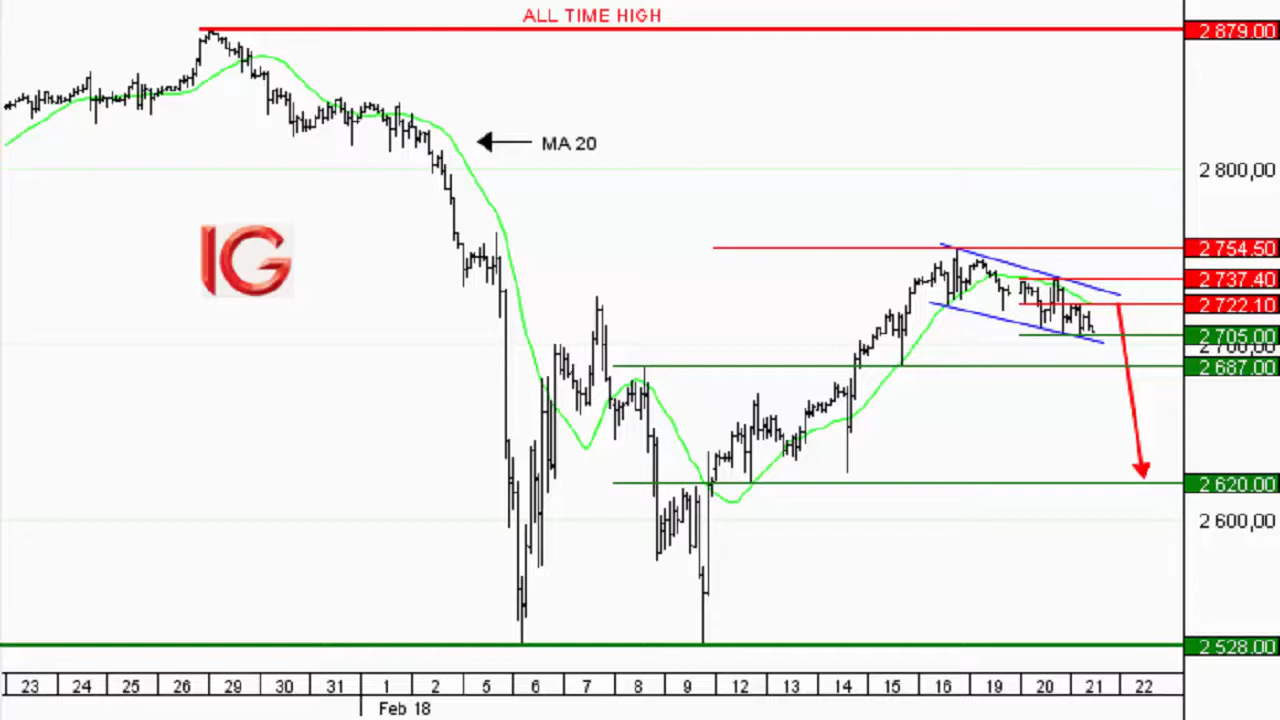 ALL TIME HIGH
2 879.00
MA 20
2 800,00
IG
2 754.50
2 737.40
2 722.10
2 705.00
2 700,00
2 687.00
2 620.00
2 600,00
2 528.00
23 24 25 26 29 30 31 1 2 5 6 7 8 9 12 13 14 15 16 19 20 21 22
Feb 18